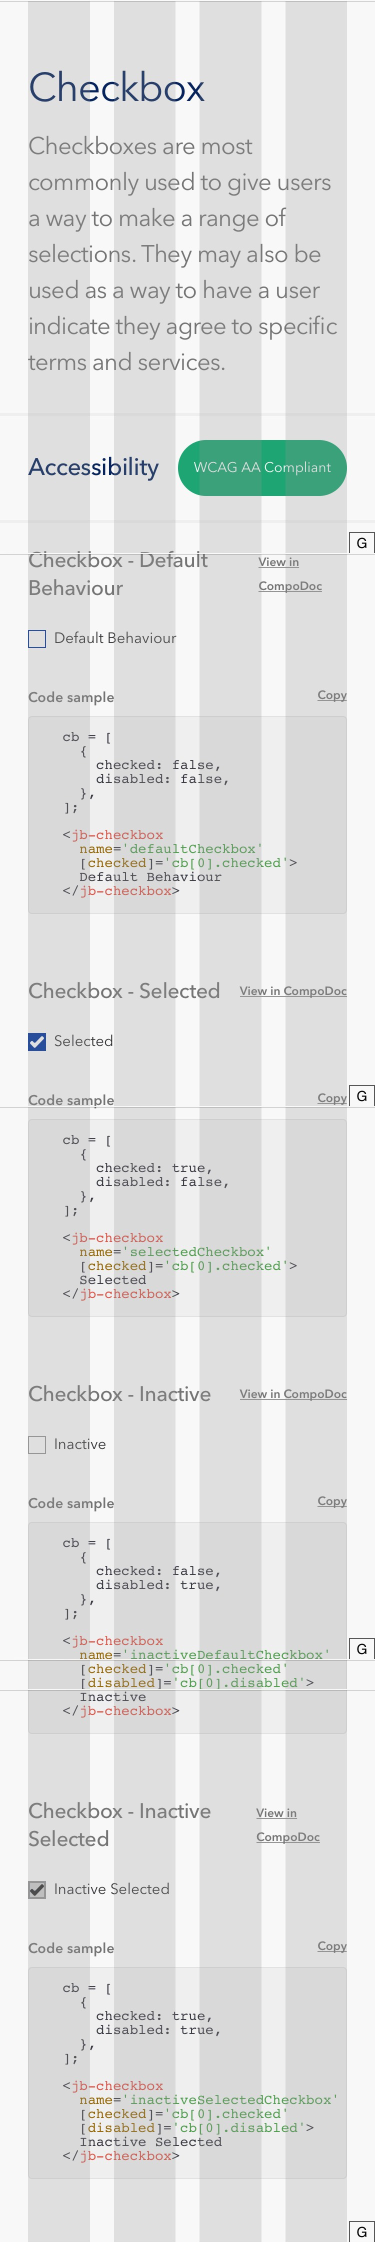 Checkbox
Checkboxes are most
commonly used to give users
a way to make a range of
selections. They may also be
used as a way to have a user
indicate they agree to specific
terms and services.
Accessibility
WCAG AA Compliant
G
Checkbox - Default
Behaviour
View in
CompoDoc
Default Behaviour
Code sample
Copy
cb = [
  {
    checked: false,
    disabled: false,
  },
];
<jb-checkbox
  name='defaultCheckbox'
  [checked]='cb[0].checked'>
  Default Behaviour
</jb-checkbox>
Checkbox - Selected
View in CompoDoc
Selected
Code sample
Copy
G
cb = [
  {
    checked: true,
    disabled: false,
  },
];
<jb-checkbox
  name='selectedCheckbox'
  [checked]='cb[0].checked'>
  Selected
</jb-checkbox>
Checkbox - Inactive
View in CompoDoc
Inactive
Code sample
Copy
cb = [
  {
    checked: false,
    disabled: true,
  },
];
<jb-checkbox
  name='inactiveDefaultCheckbox'
G
  [checked]='cb[0].checked'
  [disabled]='cb[0].disabled'>
  Inactive
</jb-checkbox>
Checkbox - Inactive
Selected
View in
CompoDoc
Inactive Selected
Code sample
Copy
cb = [
  {
    checked: true,
    disabled: true,
  },
];
<jb-checkbox
  name='inactiveSelectedCheckbox'
  [checked]='cb[0].checked'
  [disabled]='cb[0].disabled'>
  Inactive Selected
</jb-checkbox>
G